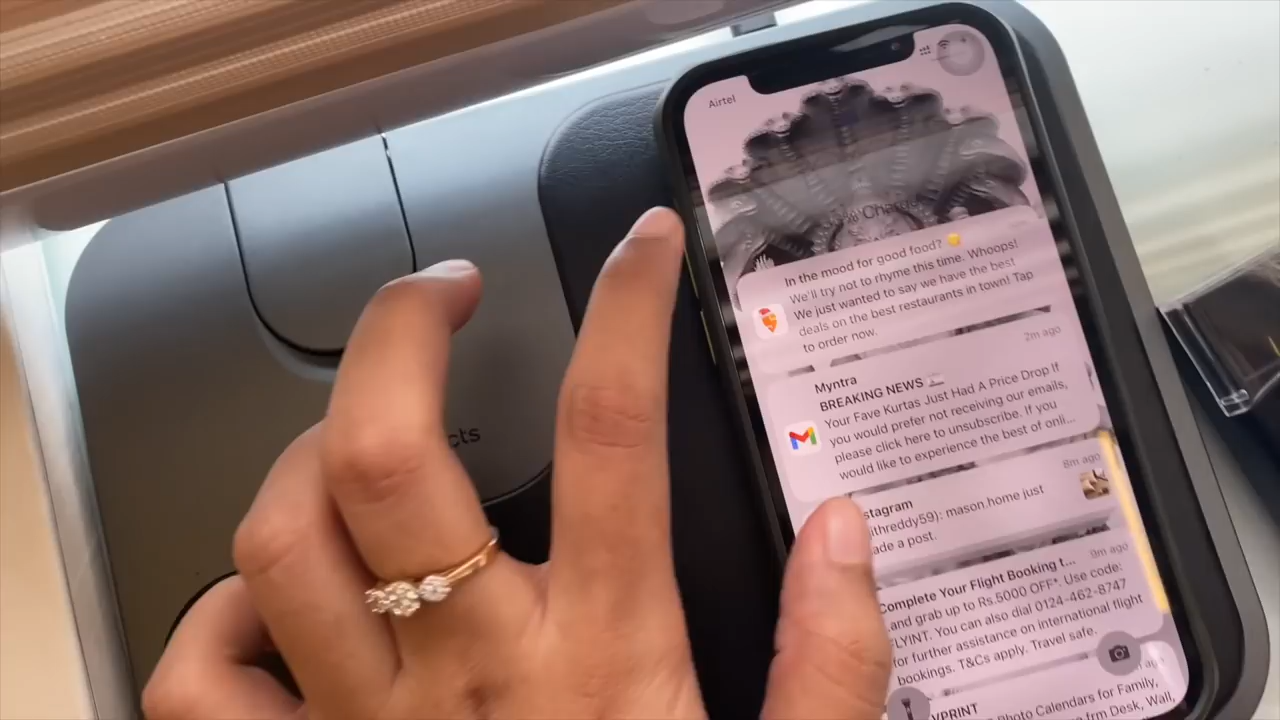 Airtel
% Charged
In the mood for good food?
We'll try not to rhyme this time. Whoops!
We just wanted to say we have the best
deals on the best restaurants in town! Tap
to order now.
2m ago
Myntra
BREAKING NEWS
Your Fave Kurtas Just Had A Price Drop If
you would prefer not receiving our emails,
please click here to unsubscribe. If you
would like to experience the best of onli...
8m ago
stagram
ithreddy59): mason.home just
ade a post.
9m ago
Complete Your Flight Booking t...
and grab up to Rs.5000 OFF*. Use code:
LYINT. You can also dial 0124-462-8747
for further assistance on international flight
bookings. T&Cs apply. Travel safe.
ago
VPRINT
Photo Calendars for Family,
frm Desk, Wall,
cts